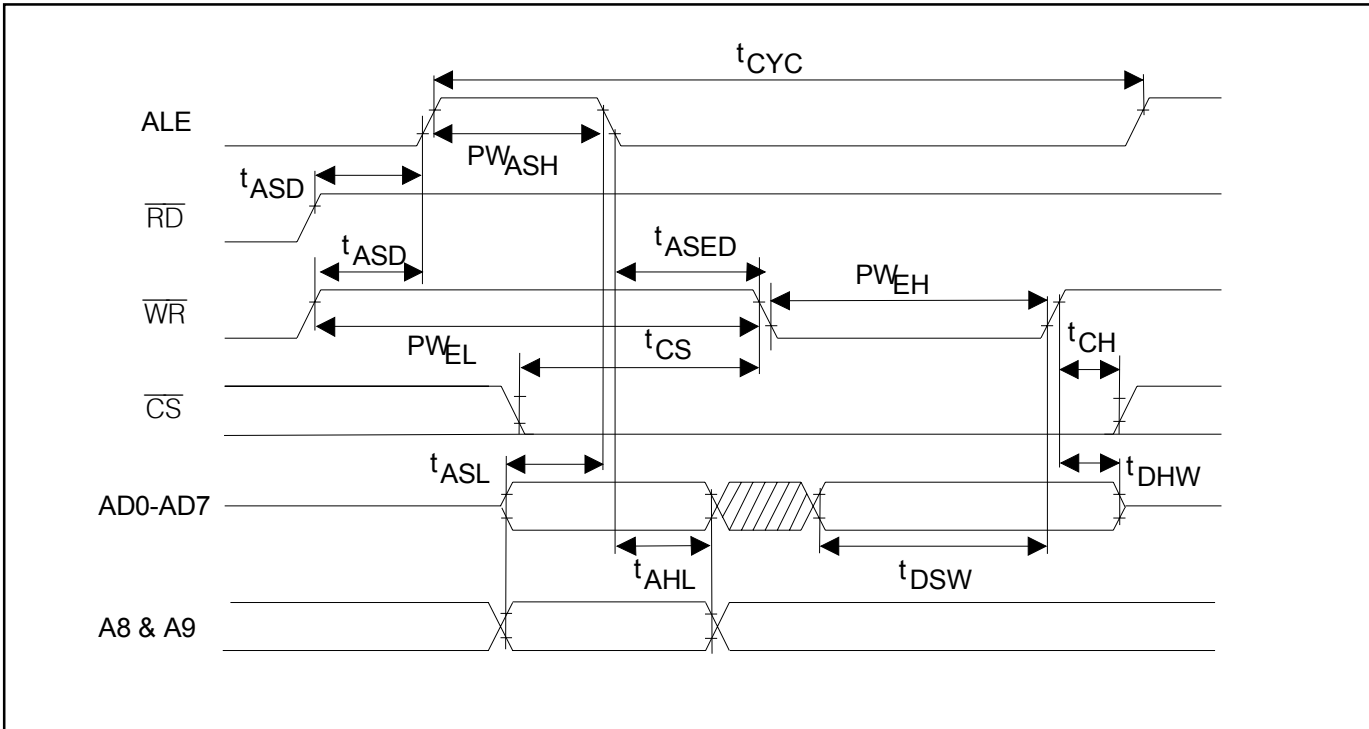 tCYC
ALE
PWASH
tASD
RD
tASD
tASED
PWEH
WR
PWEL
tCS
tCH
CS
tASL
tDHW
AD0-AD7
tAHL
tDSW
A8 & A9